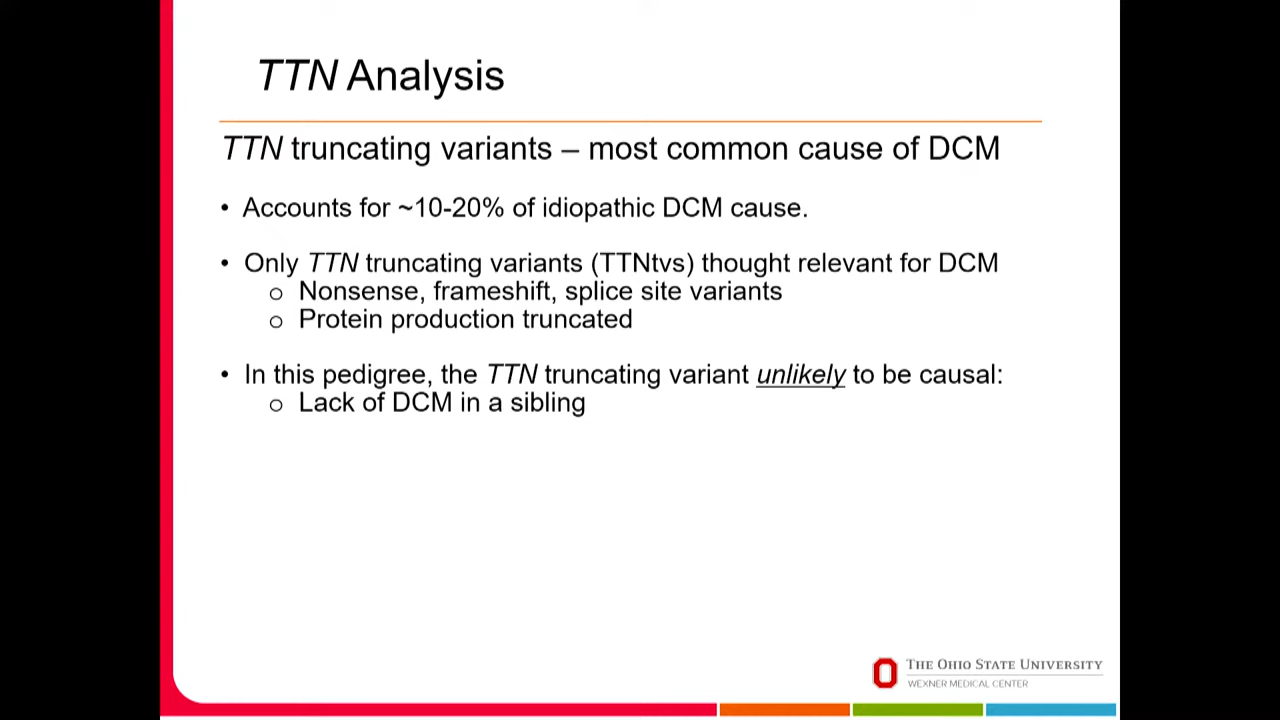 TTN Analysis
TTN truncating variants – most common cause of DCM
• Accounts for ~10-20% of idiopathic DCM cause.
• Only TTN truncating variants (TTNtvs) thought relevant for DCM
o Nonsense, frameshift, splice site variants
o Protein production truncated
• In this pedigree, the TTN truncating variant unlikely to be causal:
o Lack of DCM in a sibling
THE OHIO STATE UNIVERSITY
WEXNER MEDICAL CENTER